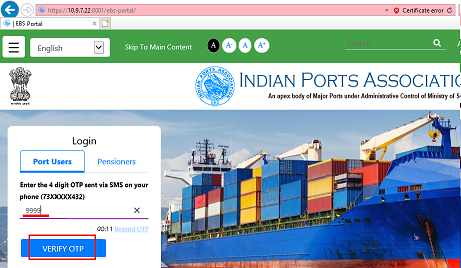 https://10.9.7.22:8001/ebs-portal/
Certificate error
EBS Portal
English
Skip To Main Content
A A- A A+
Search
INDIAN PORTS ASSOCIATIO
An apex body of Major Ports under Administrative Control of Ministry of S
Login
Port Users
Pensioners
Enter the 4 digit OTP sent via SMS on your
phone (73XXXXX432)
9999
00:11 Resend OTP
VERIFY OTP